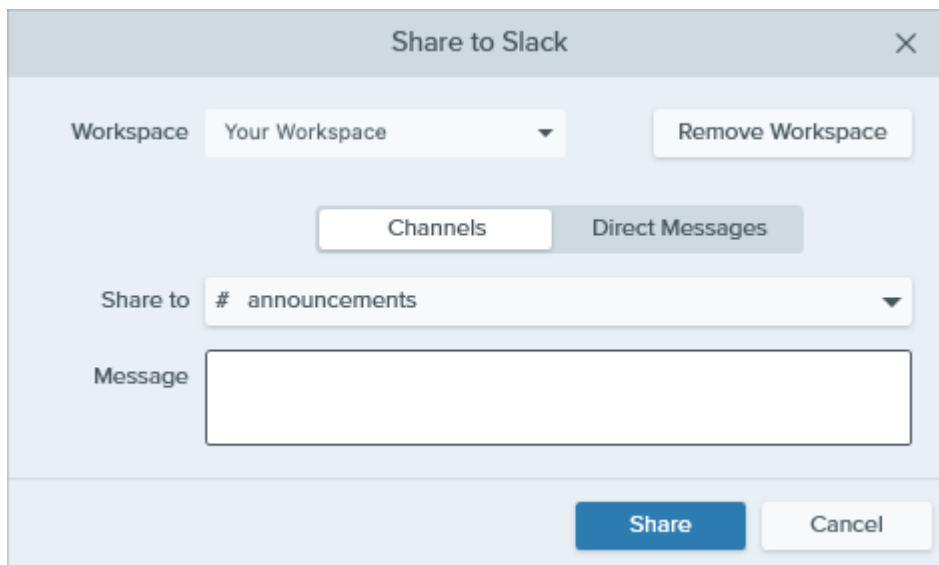 Share to Slack
Workspace Your Workspace Remove Workspace
Channels Direct Messages
Share to # announcements
Message
Share Cancel